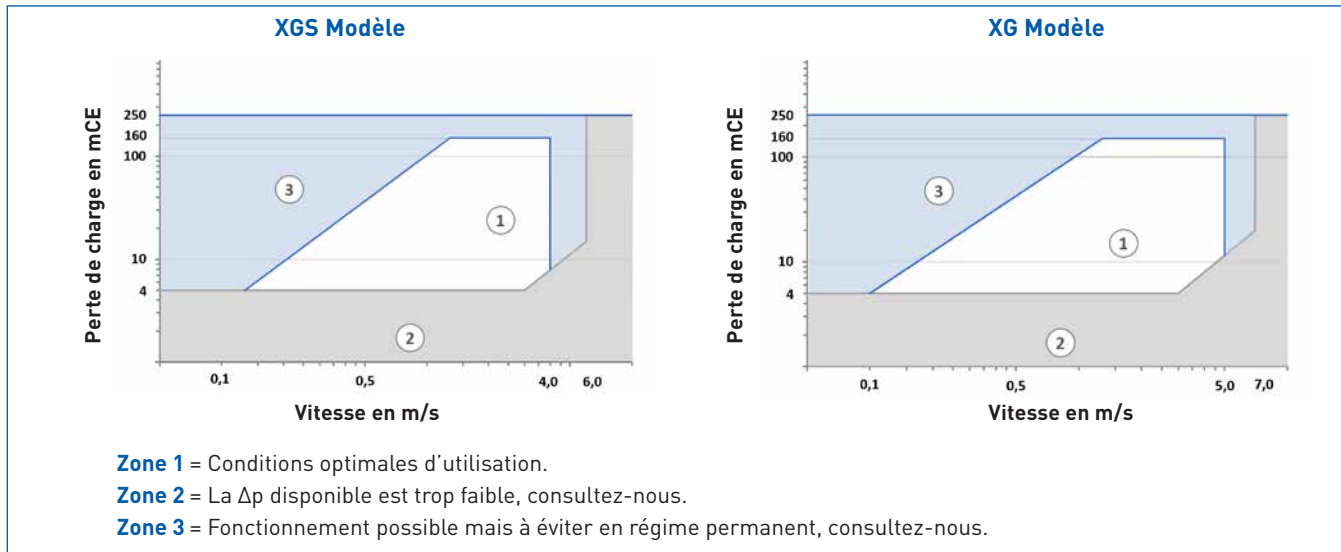 XGS Modèle
Perte de charge en mCE
250
160
100
10
4
3
1
2
0,1
0,5
4,0
6,0
Vitesse en m/s
XG Modèle
Perte de charge en mCE
250
160
100
10
4
3
1
2
0,1
0,5
5,0
7,0
Vitesse en m/s
Zone 1 = Conditions optimales d’utilisation.
Zone 2 = La Δp disponible est trop faible, consultez-nous.
Zone 3 = Fonctionnement possible mais à éviter en régime permanent, consultez-nous.